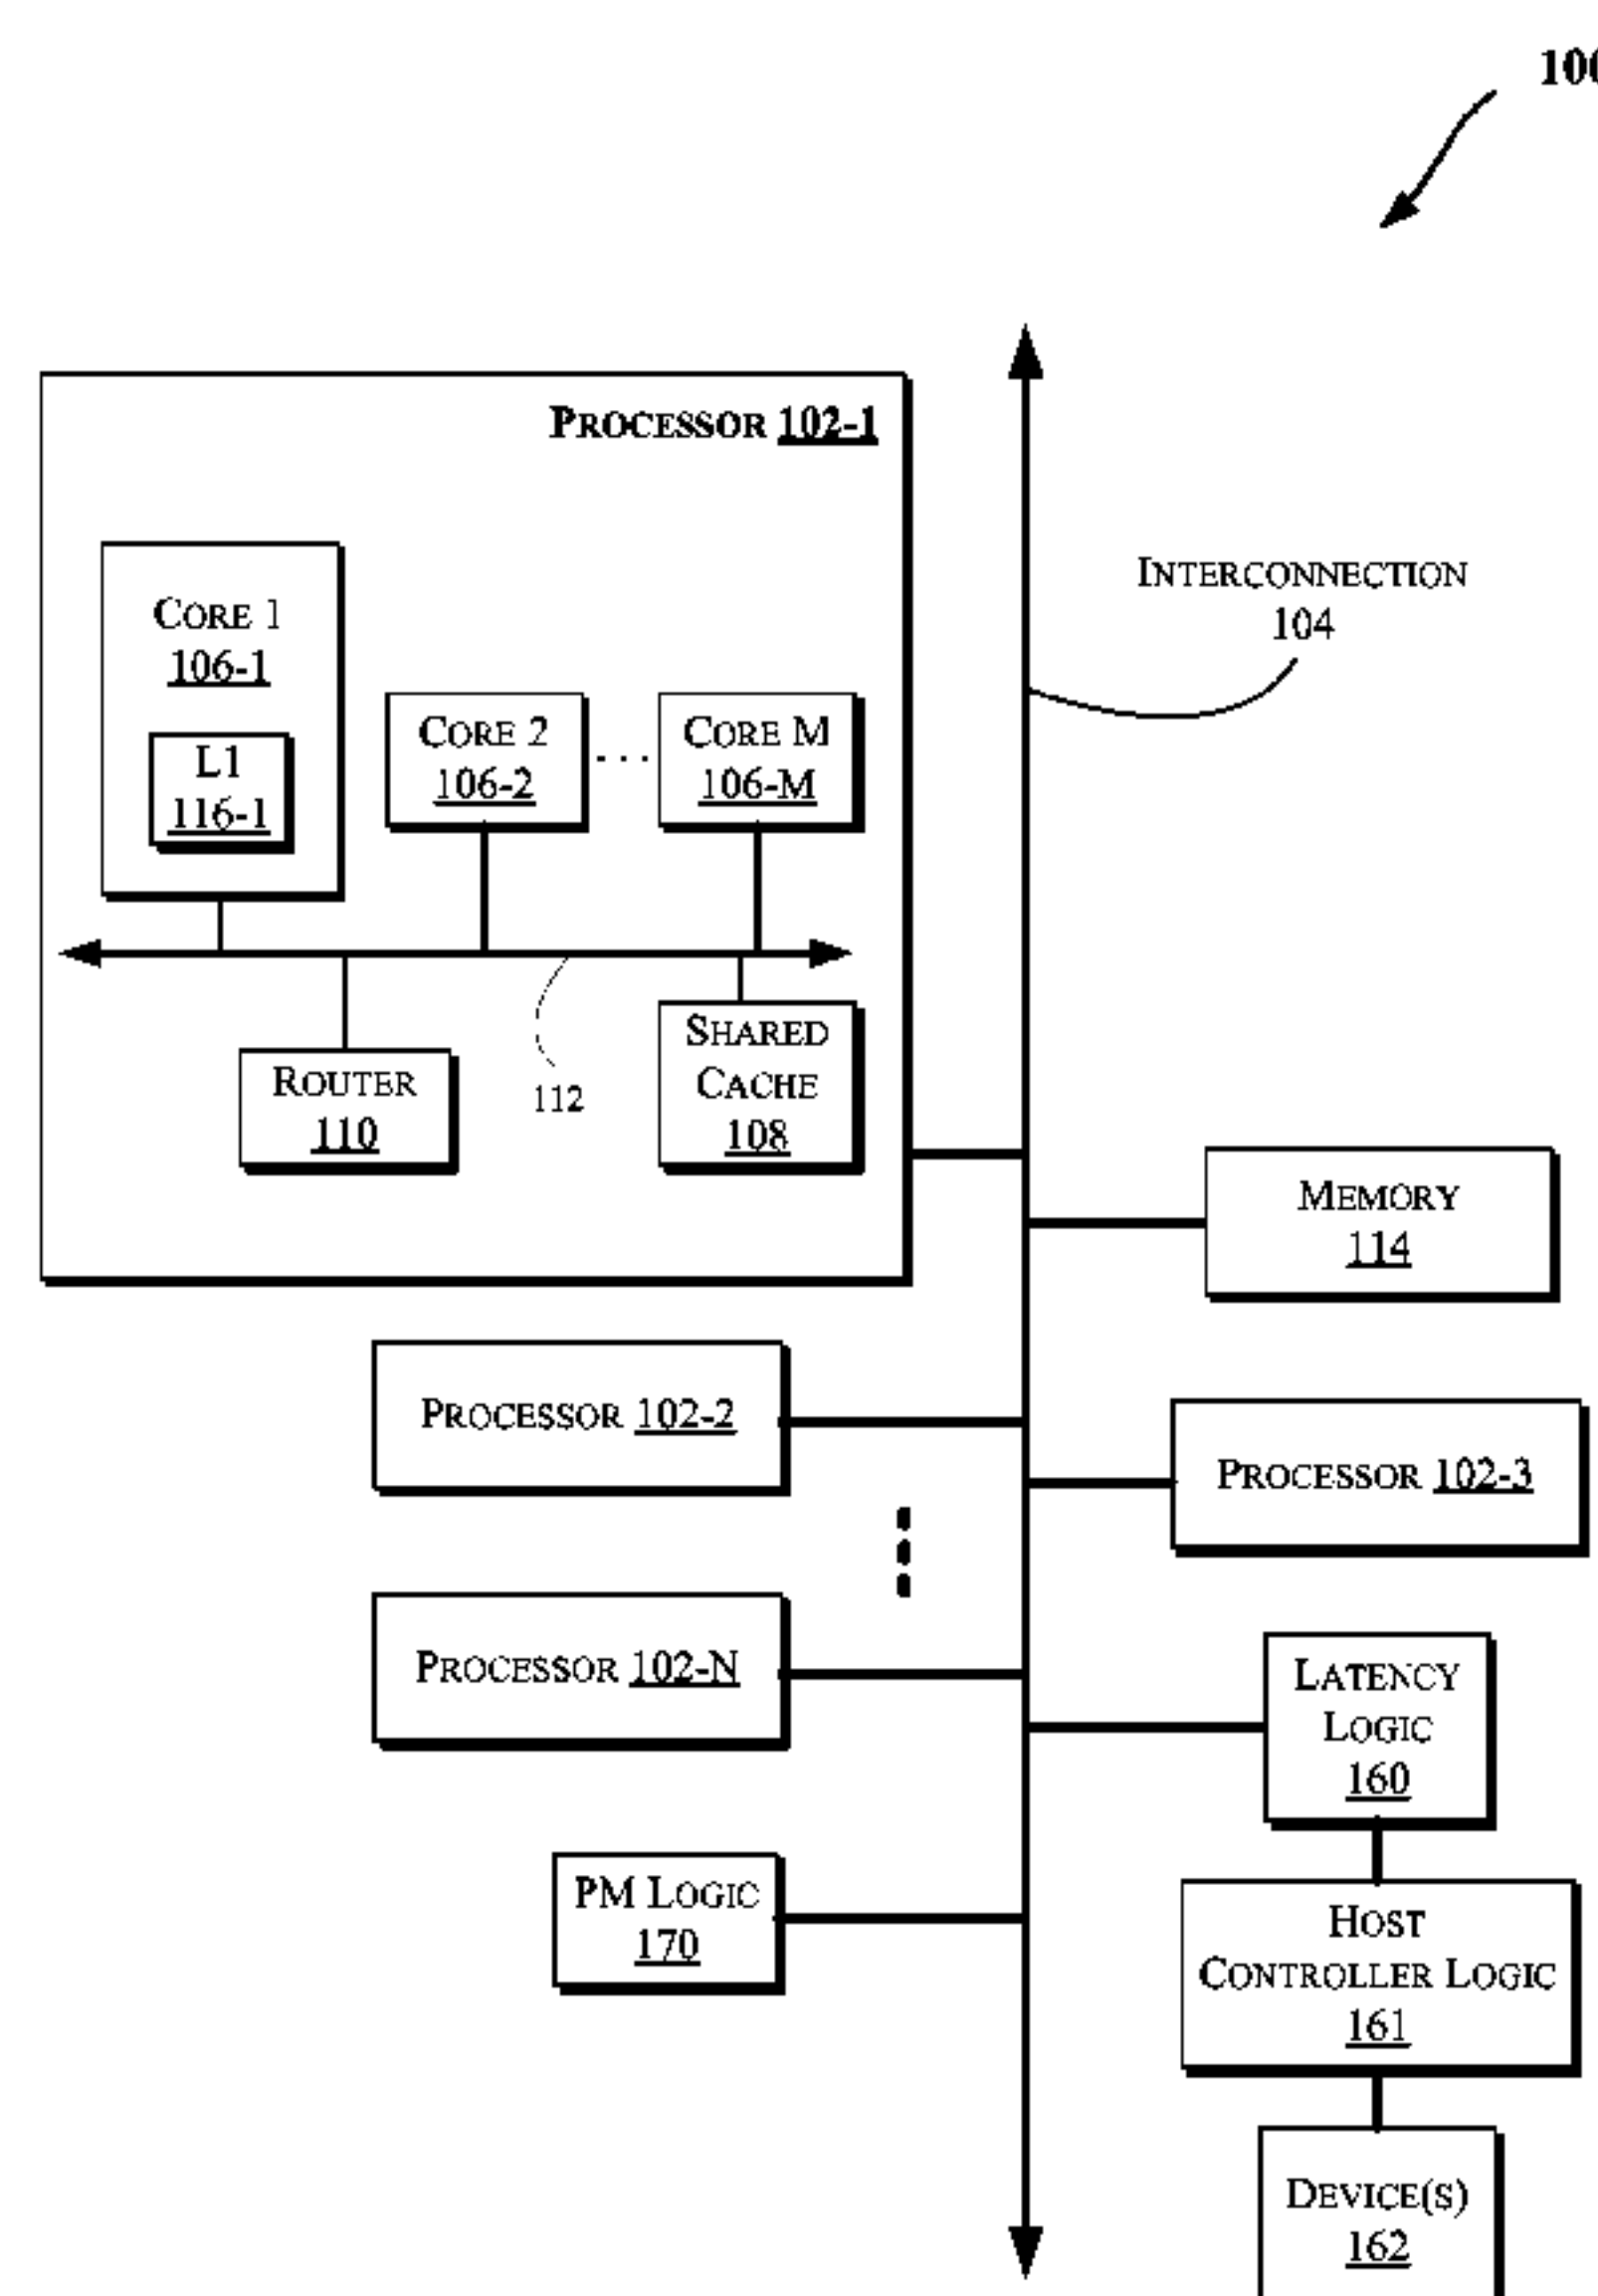 100
PROCESSOR 102-1
CORE 1
106-1
L1
116-1
CORE 2
106-2
. . .
CORE M
106-M
INTERCONNECTION
104
ROUTER
110
112
SHARED
CACHE
108
MEMORY
114
PROCESSOR 102-2
PROCESSOR 102-3
PROCESSOR 102-N
LATENCY
LOGIC
160
PM LOGIC
170
HOST
CONTROLLER LOGIC
161
DEVICE(S)
162